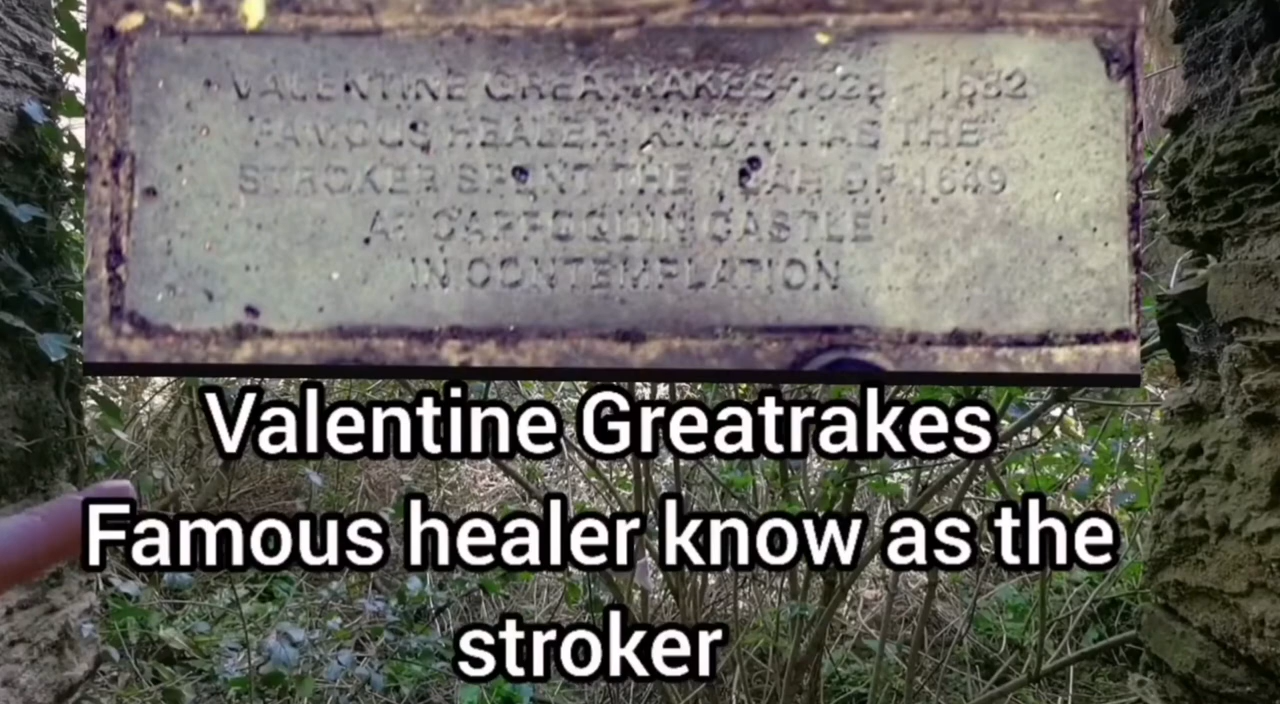 VALENTINE GREATRAKES 1628 - 1682
FAMOUS HEALER KNOWN AS THE
STROKER SPENT THE YEAR OF 1649
AT CAPPOQUIN CASTLE
IN CONTEMPLATION
Valentine Greatrakes
Famous healer know as the
stroker